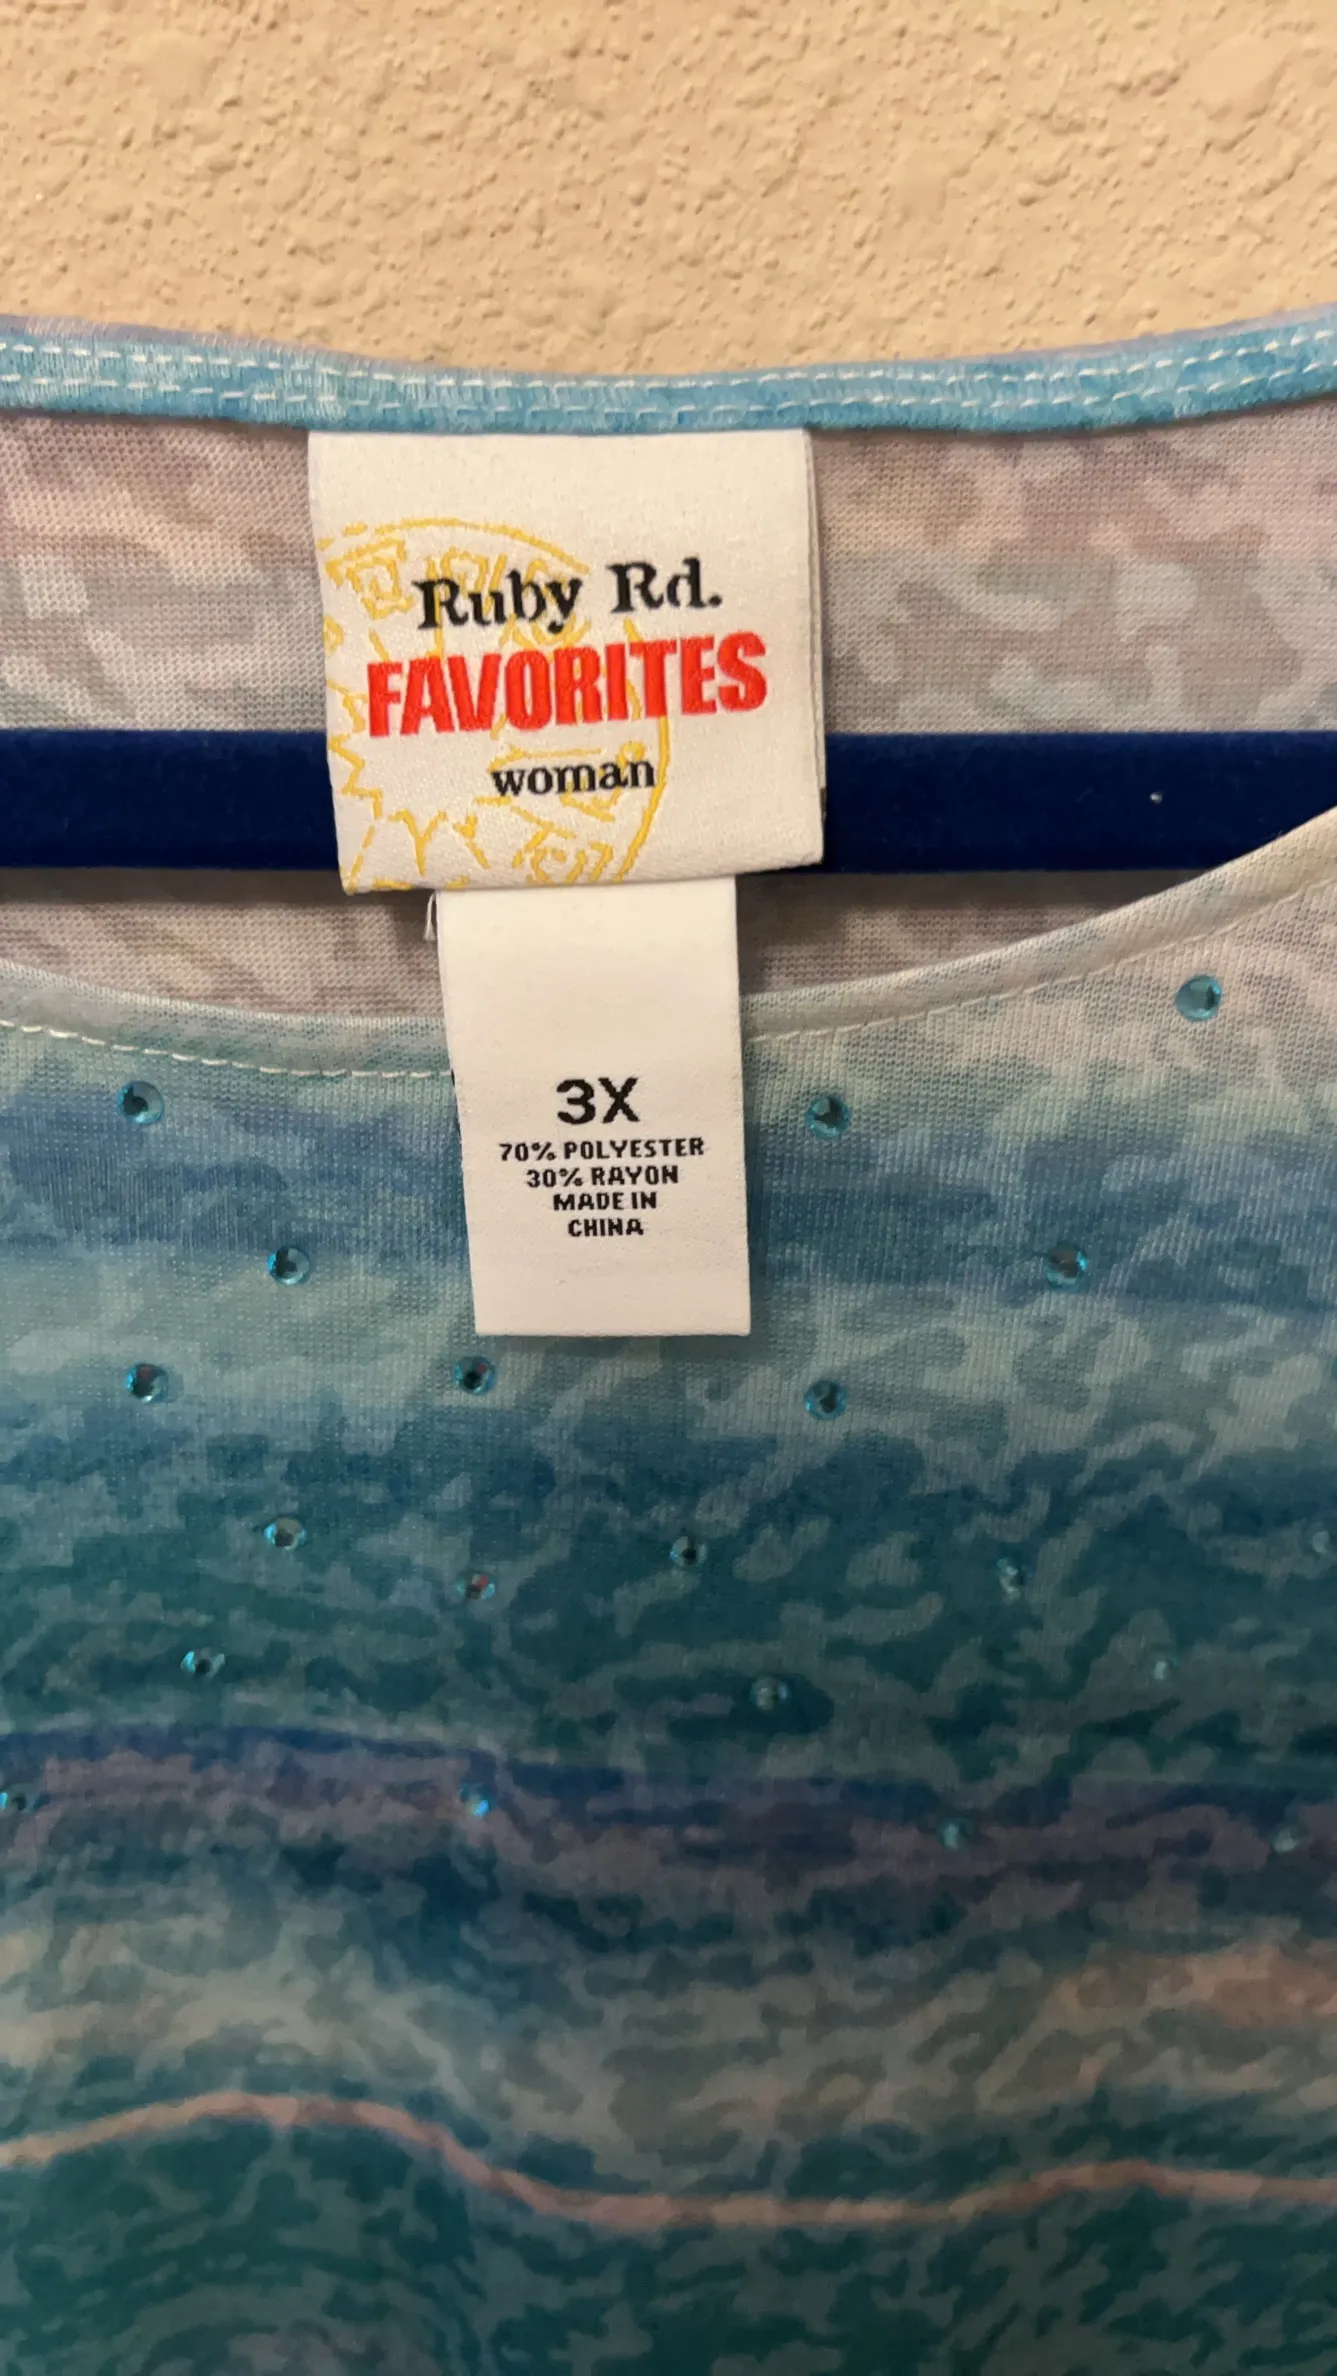 Ruby Rd.
FAVORITES
woman
3X
70% POLYESTER
30% RAYON
MADE IN
CHINA